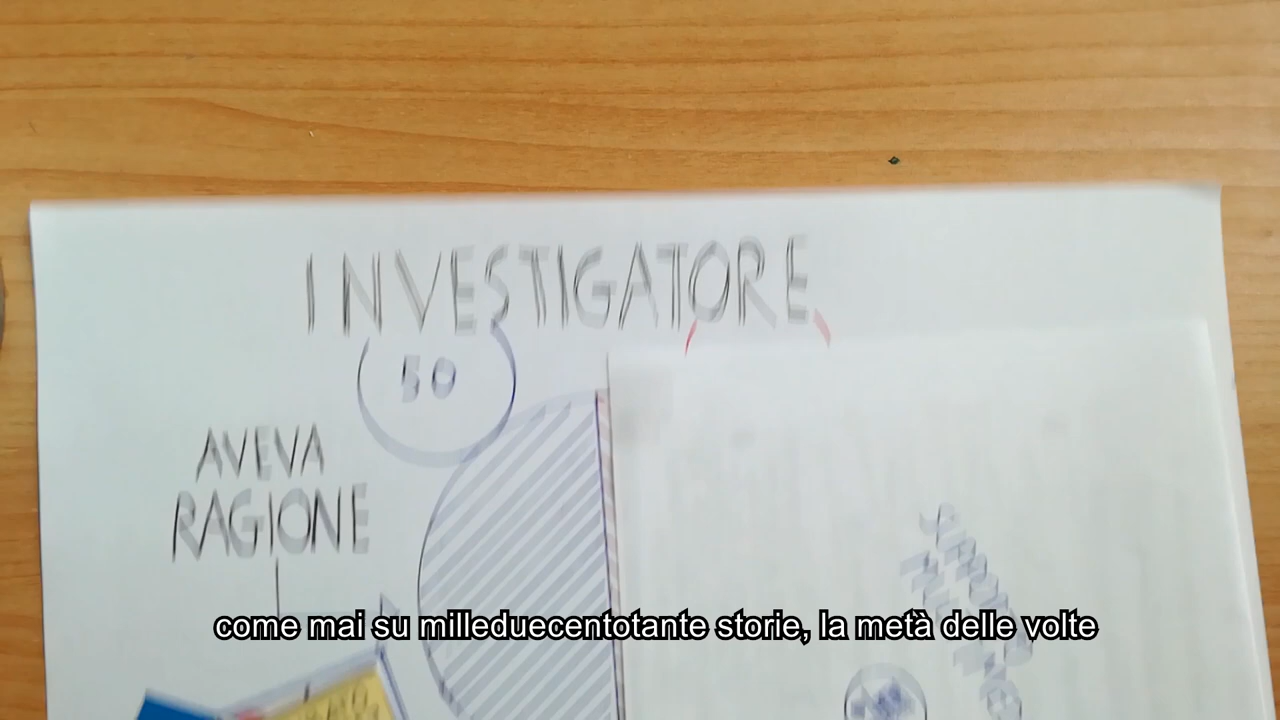 INVESTIGATORE
50
AVEVA
RAGIONE
come mai su milleduecentotante storie, la metà delle volte